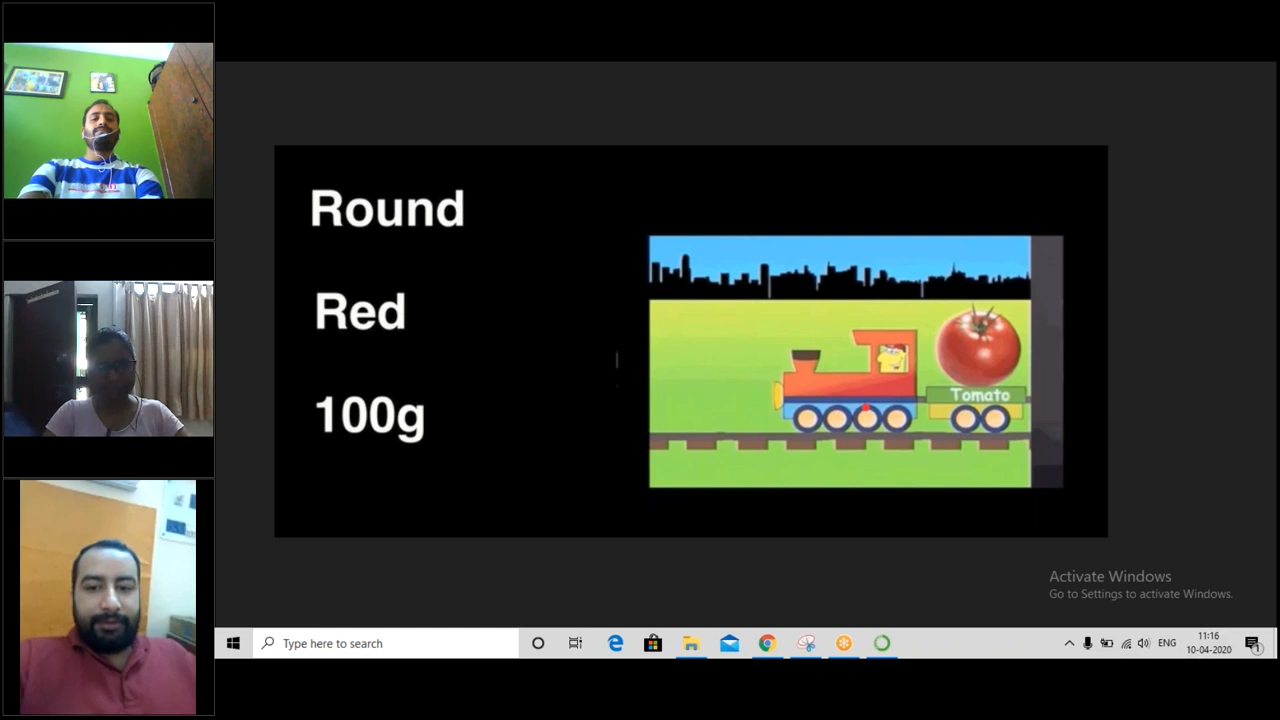 Round
Red
100g
Tomato
Activate Windows
Go to Settings to activate Windows.
Type here to search
ENG
11:16
10-04-2020
1